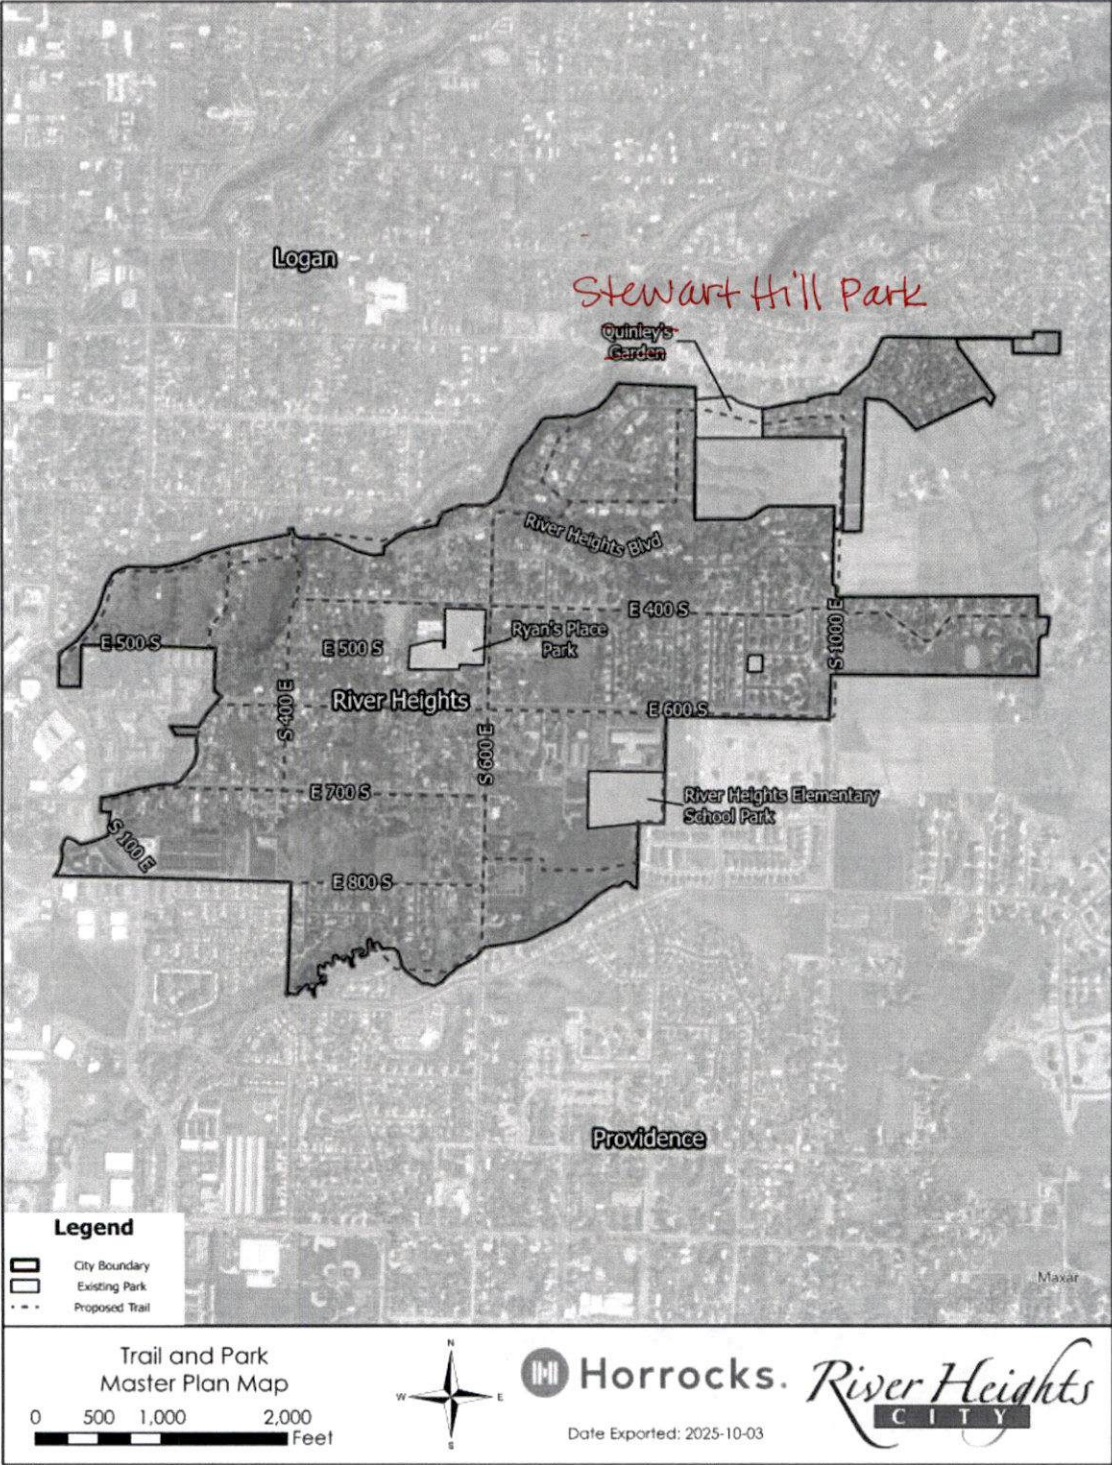 Logan
Stewart Hill Park
Quinley's
Garden
River Heights Blvd
E 400 S
E 500 S
E 500 S
Ryan's Place
Park
S 1000 E
S 400 E
River Heights
E 600 S
S 600 E
E 700 S
River Heights Elementary
School Park
S 100 E
E 800 S
Providence
Legend
City Boundary
Existing Park
Proposed Trail
Maxar
Trail and Park
Master Plan Map
0 500 1,000 2,000
Feet
N
W E
S
Horrocks.
Date Exported: 2025-10-03
River Heights
CITY